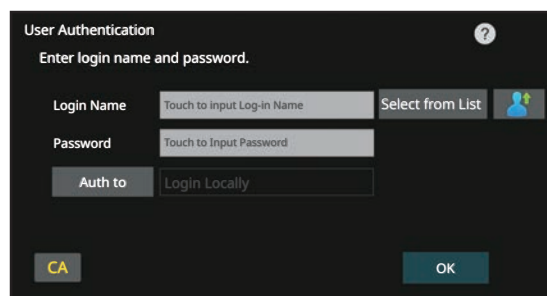 User Authentication
?
Enter login name and password.
Login Name
Touch to input Log-in Name
Select from List
Password
Touch to Input Password
Auth to
Login Locally
CA
OK